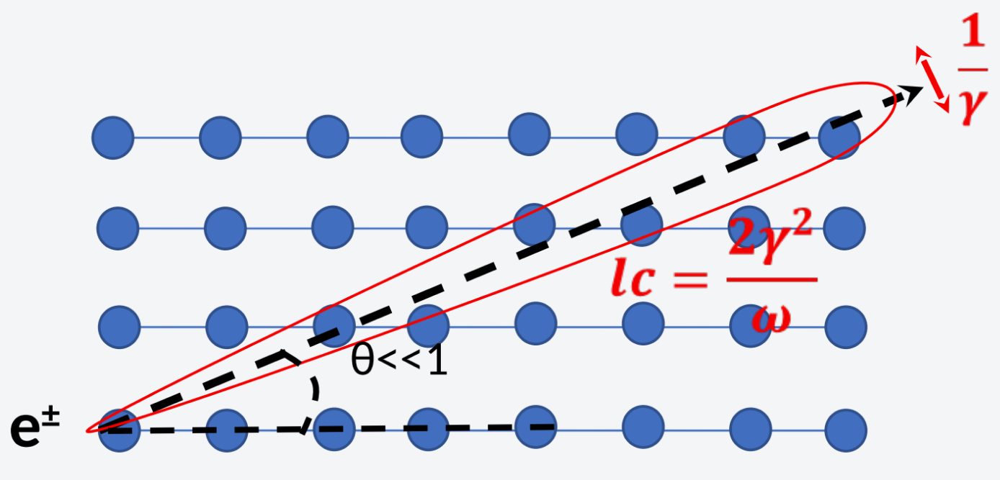 1/γ
lc = 2γ²/ω
θ<<1
e±